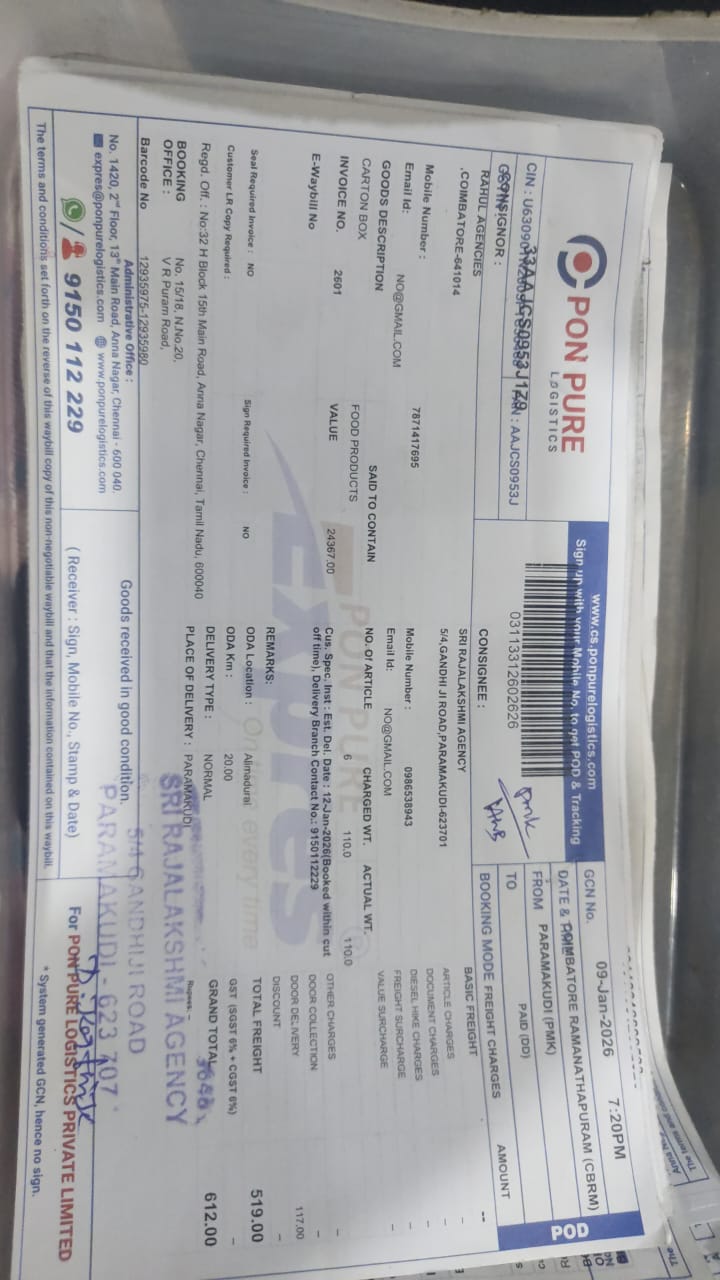 PON PURE
LOGISTICS
www.cs.ponpurelogistics.com
Sign up with your Mobile No. to get POD & Tracking
POD
GCN No.
DATE & TIME
09-Jan-2026 7:20PM
COIMBATORE RAMANATHAPURAM (CBRM)
FROM PARAMAKUDI (PMK)
TO PAID (DD)
CIN :
PAN : AAJCS0953J
33AAJCS0953J1Z9
03113312602626
CONSIGNOR :
RAHUL AGENCIES
,COIMBATORE-641014
Mobile Number : 7871417695
Email Id: NO@GMAIL.COM
CONSIGNEE :
SRI RAJALAKSHMI AGENCY
5/4,GANDHI JI ROAD,PARAMAKUDI-623701
Mobile Number : 0986538943
Email Id: NO@GMAIL.COM
BOOKING MODE FREIGHT CHARGES AMOUNT
BASIC FREIGHT --
ARTICLE CHARGES –
DOCUMENT CHARGES –
DIESEL HIKE CHARGES –
FREIGHT SURCHARGE –
VALUE SURCHARGE –
OTHER CHARGES –
DOOR COLLECTION –
DOOR DELIVERY 117.00
DISCOUNT –
TOTAL FREIGHT 519.00
GST (SGST 6% + CGST 6%) –
GRAND TOTAL 612.00
GOODS DESCRIPTION SAID TO CONTAIN NO. Of ARTICLE CHARGED WT. ACTUAL WT.
CARTON BOX FOOD PRODUCTS 6 110.0 110.0
INVOICE NO. 2601 VALUE 24367.00
E-Waybill No
Cus. Spec. Inst : Est. Del. Date : 12-Jan-2026(Booked within cut
off time), Delivery Branch Contact No.: 9150112229
REMARKS:
Seal Required Invoice : NO Sign Required Invoice : NO
Customer LR Copy Required :
ODA Location : Alimadurai
ODA Km : 20.00
DELIVERY TYPE : NORMAL
PLACE OF DELIVERY : PARAMAKUDI
Regd. Off. : No:32 H Block 15th Main Road, Anna Nagar, Chennai, Tamil Nadu, 600040
BOOKING
OFFICE :
No. 15/18, N.No:20,
V R Puram Road,
Barcode No 12935975-12935980
PON PURE
Expres
On time every time
Administrative Office :
No. 1420, 2nd Floor, 13th Main Road, Anna Nagar, Chennai - 600 040.
expres@ponpurelogistics.com www.ponpurelogistics.com
9150 112 229
Goods received in good condition.
( Receiver : Sign, Mobile No., Stamp & Date)
SRI RAJALAKSHMI AGENCY
5/4 GANDHIJI ROAD
PARAMAKUDI - 623 707
For PON PURE LOGISTICS PRIVATE LIMITED
* System generated GCN, hence no sign.
The terms and conditions set forth on the reverse of this waybill copy of this non-negotiable waybill and that the information contained on this waybill.